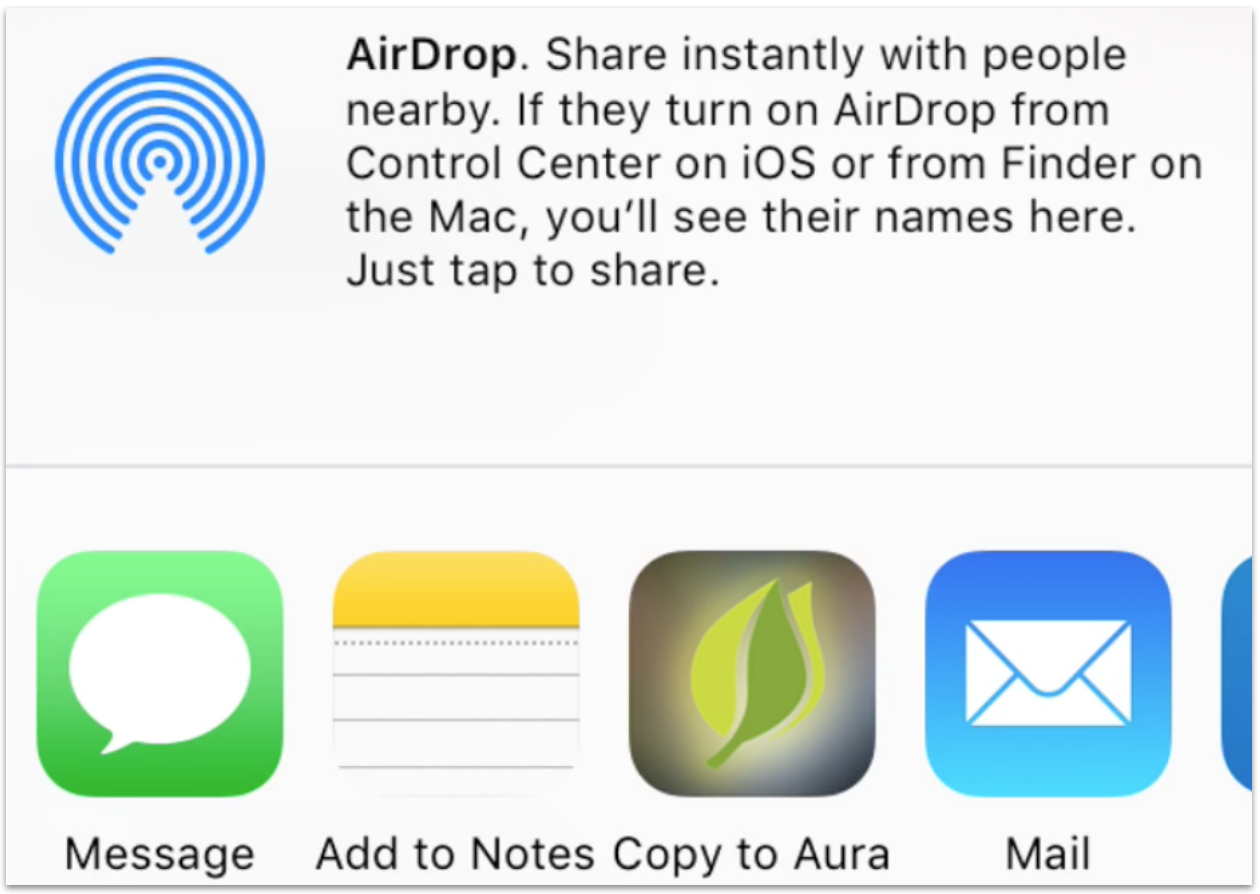 AirDrop. Share instantly with people
nearby. If they turn on AirDrop from
Control Center on iOS or from Finder on
the Mac, you’ll see their names here.
Just tap to share.
Message
Add to Notes
Copy to Aura
Mail